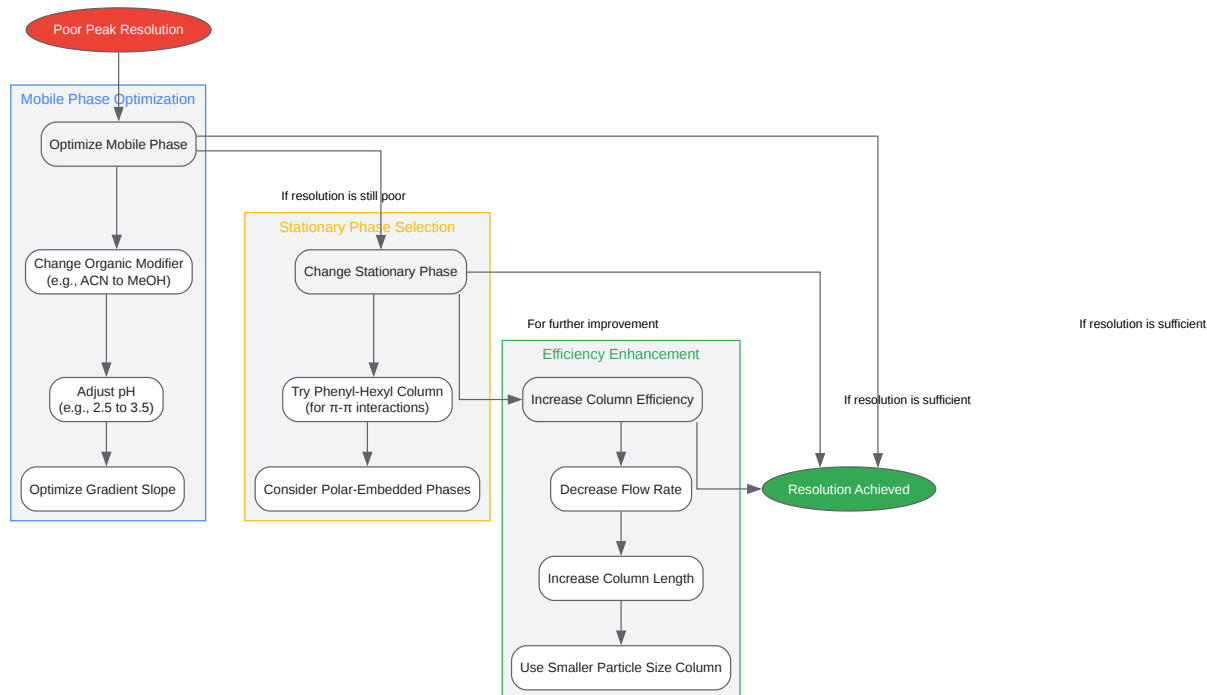 Poor Peak Resolution
Mobile Phase Optimization
Optimize Mobile Phase
If resolution is still poor
Stationary Phase Selection
Change Organic Modifier
(e.g., ACN to MeOH)
Change Stationary Phase
For further improvement
If resolution is sufficient
Efficiency Enhancement
Adjust pH
(e.g., 2.5 to 3.5)
Try Phenyl-Hexyl Column
(for π-π interactions)
Increase Column Efficiency
If resolution is sufficient
Optimize Gradient Slope
Consider Polar-Embedded Phases
Decrease Flow Rate
Resolution Achieved
Increase Column Length
Use Smaller Particle Size Column